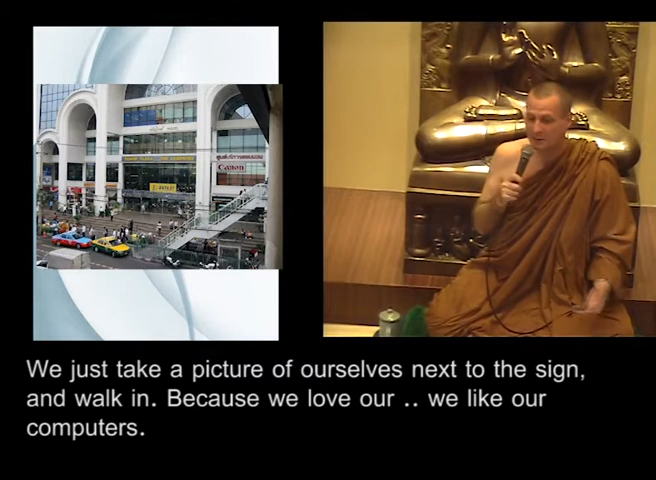 Canon
We just take a picture of ourselves next to the sign,
and walk in. Because we love our .. we like our
computers.